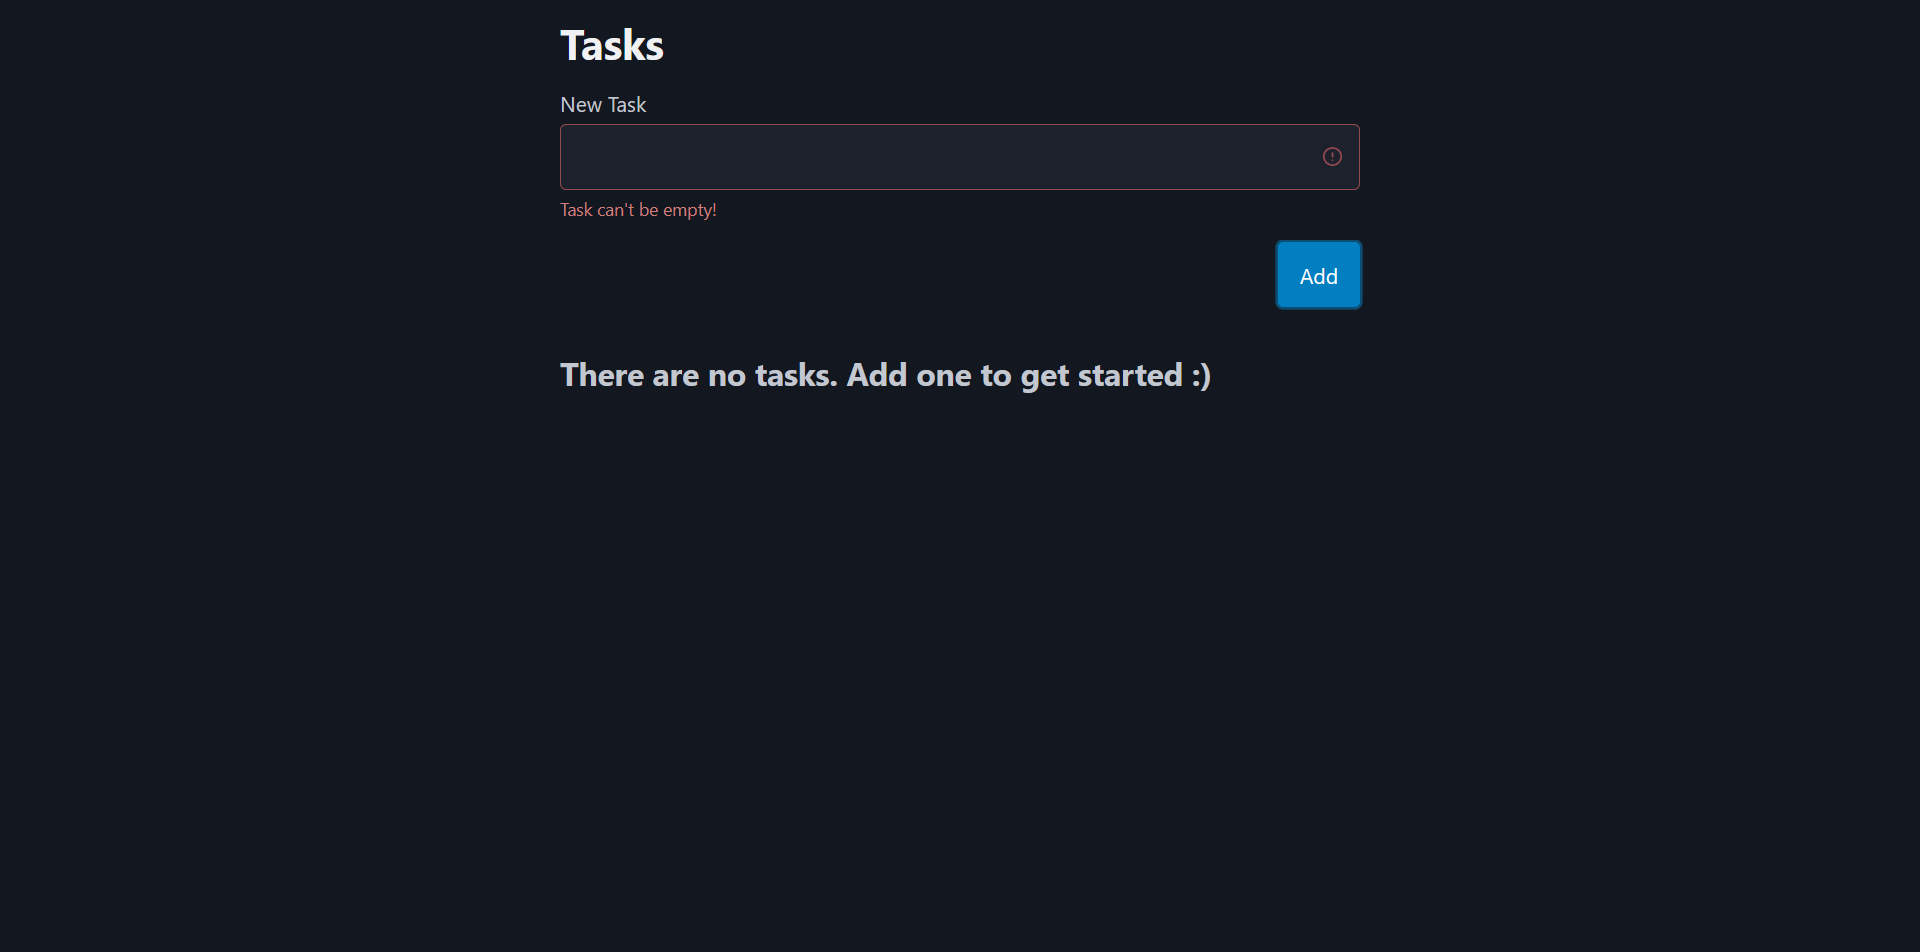 Tasks
New Task
Task can't be empty!
Add
There are no tasks. Add one to get started :)